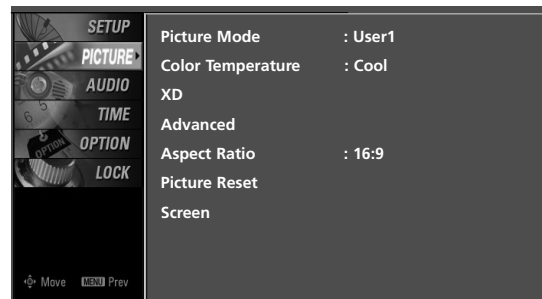 SETUP
PICTURE
AUDIO
TIME
OPTION
LOCK
Move MENU Prev
Picture Mode : User1
Color Temperature : Cool
XD
Advanced
Aspect Ratio : 16:9
Picture Reset
Screen